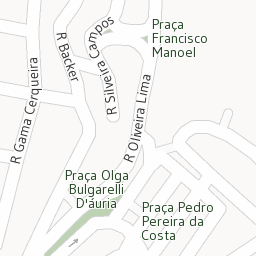 Praça
Francisco
Manoel
R Silveira Campos
R Backer
R Gama Cerqueira
R Oliveira Lima
Praça Olga
Bulgarelli
D'áuria
Praça Pedro
Pereira da
Costa